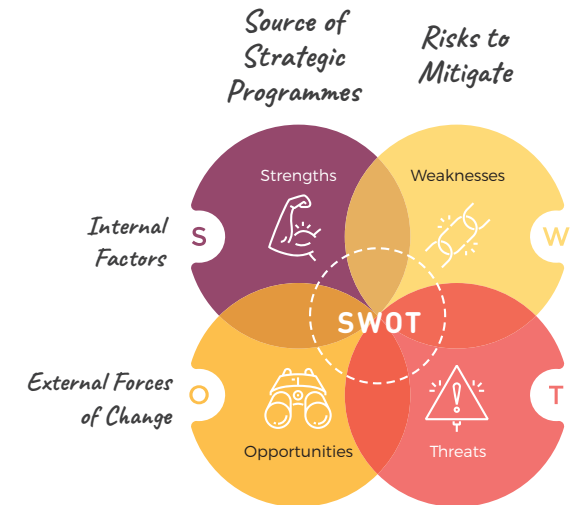 Source of
Strategic
Programmes
Risks to
Mitigate
Strengths
Weaknesses
Internal
Factors
S
W
SWOT
External Forces
of Change
O
T
Opportunities
Threats